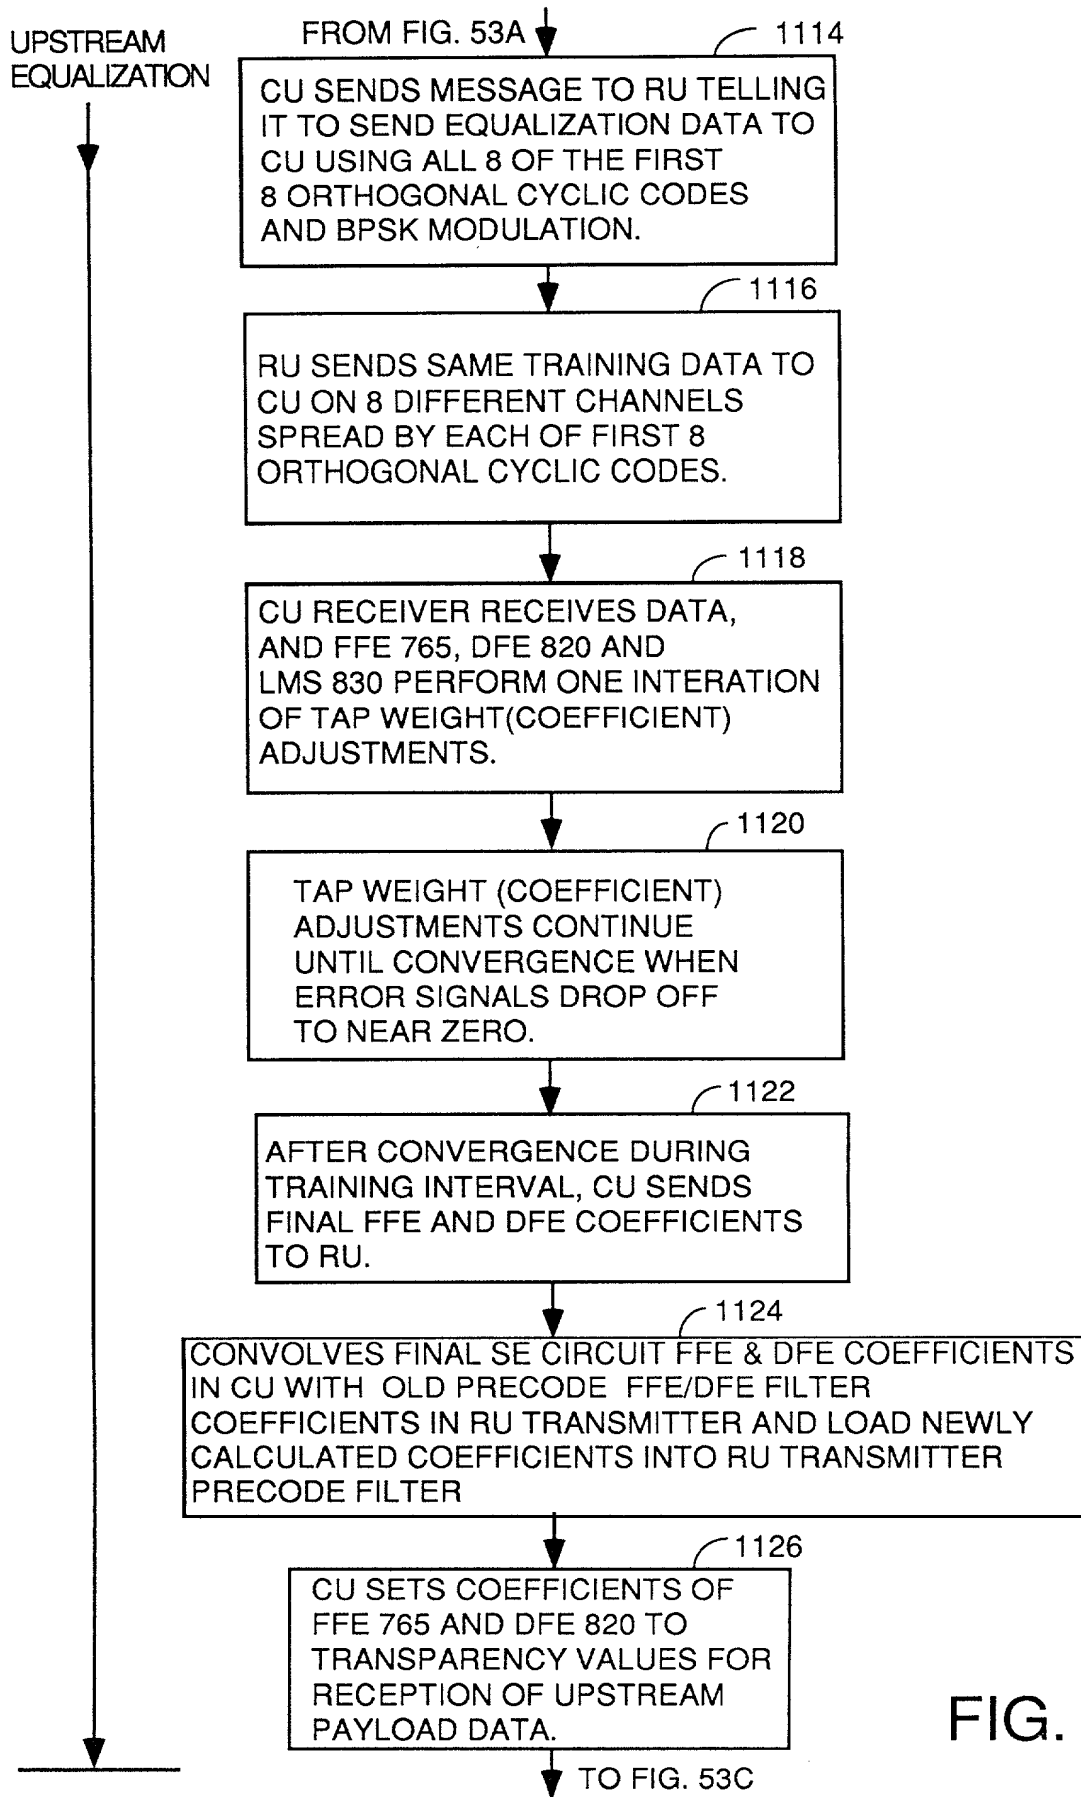 UPSTREAM
EQUALIZATION
FROM FIG. 53A
1114
CU SENDS MESSAGE TO RU TELLING
IT TO SEND EQUALIZATION DATA TO
CU USING ALL 8 OF THE FIRST
8 ORTHOGONAL CYCLIC CODES
AND BPSK MODULATION.
1116
RU SENDS SAME TRAINING DATA TO
CU ON 8 DIFFERENT CHANNELS
SPREAD BY EACH OF FIRST 8
ORTHOGONAL CYCLIC CODES.
1118
CU RECEIVER RECEIVES DATA,
AND FFE 765, DFE 820 AND
LMS 830 PERFORM ONE INTERATION
OF TAP WEIGHT(COEFFICIENT)
ADJUSTMENTS.
1120
TAP WEIGHT (COEFFICIENT)
ADJUSTMENTS CONTINUE
UNTIL CONVERGENCE WHEN
ERROR SIGNALS DROP OFF
TO NEAR ZERO.
1122
AFTER CONVERGENCE DURING
TRAINING INTERVAL, CU SENDS
FINAL FFE AND DFE COEFFICIENTS
TO RU.
1124
CONVOLVES FINAL SE CIRCUIT FFE & DFE COEFFICIENTS
IN CU WITH OLD PRECODE FFE/DFE FILTER
COEFFICIENTS IN RU TRANSMITTER AND LOAD NEWLY
CALCULATED COEFFICIENTS INTO RU TRANSMITTER
PRECODE FILTER
1126
CU SETS COEFFICIENTS OF
FFE 765 AND DFE 820 TO
TRANSPARENCY VALUES FOR
RECEPTION OF UPSTREAM
PAYLOAD DATA.
FIG.
TO FIG. 53C